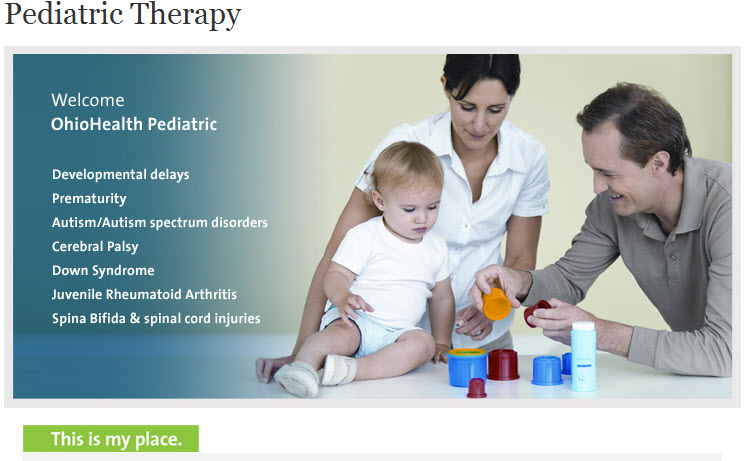 Pediatric Therapy
Welcome
OhioHealth Pediatric
Developmental delays
Prematurity
Autism/Autism spectrum disorders
Cerebral Palsy
Down Syndrome
Juvenile Rheumatoid Arthritis
Spina Bifida & spinal cord injuries
This is my place.